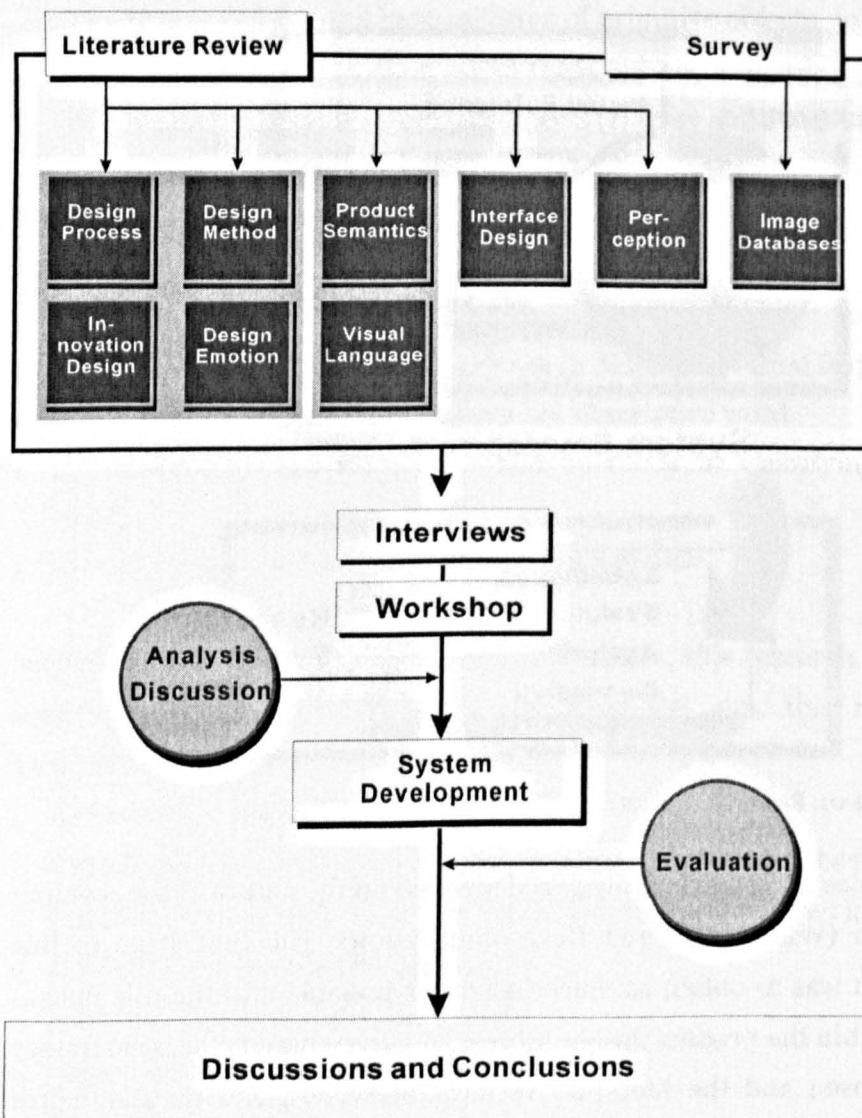 Literature Review
Survey
Design
Process
Design
Method
Product
Semantics
Interface
Design
Per-
ception
Image
Databases
In-
novation
Design
Design
Emotion
Visual
Language
Interviews
Workshop
Analysis
Discussion
System
Development
Evaluation
Discussions and Conclusions